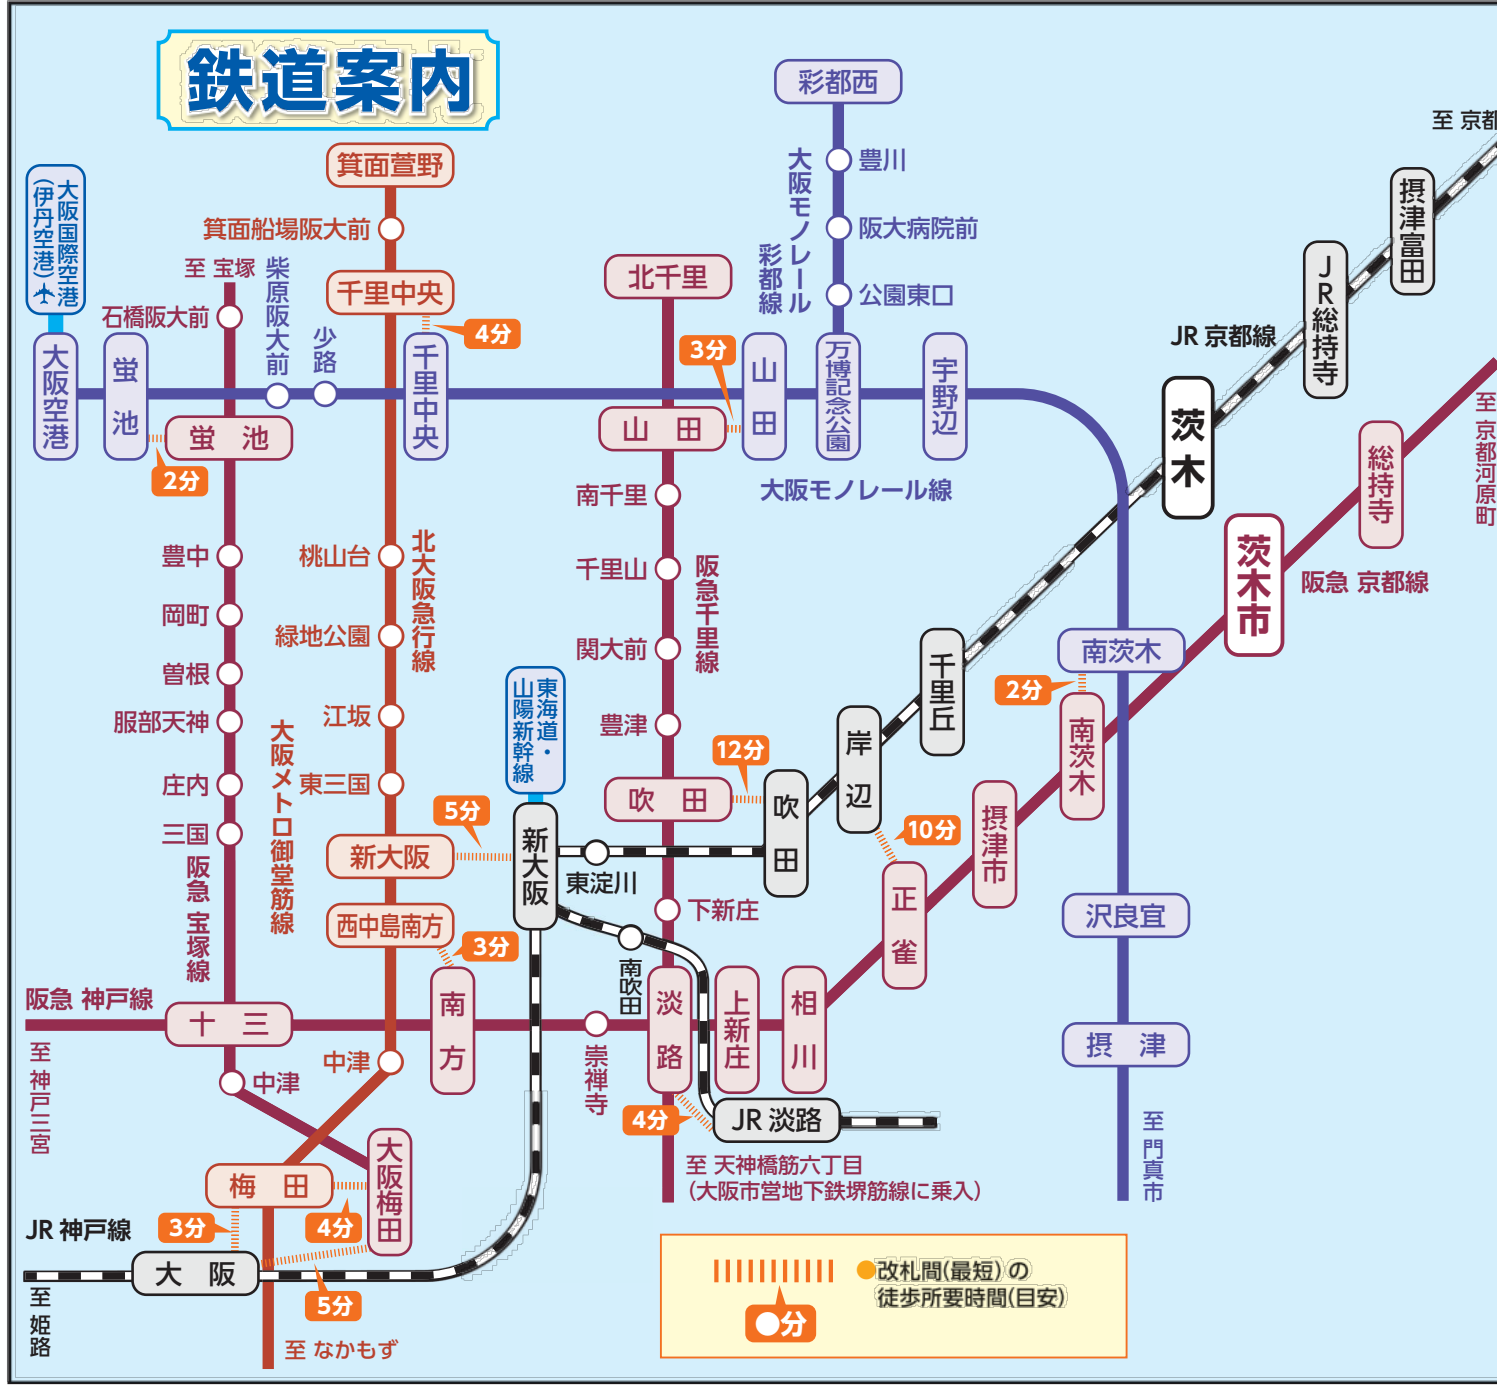 鉄道案内
彩都西
豊川
阪大病院前
公園東口
大阪モノレール
彩都線
至 京都
摂津富田
JR総持寺
JR 京都線
茨木
大阪国際空港
(伊丹空港)
箕面萱野
箕面船場阪大前
千里中央
4分
至 宝塚
石橋阪大前
柴原阪大前
少路
北千里
3分
大阪空港
蛍池
蛍池
2分
千里中央
山田
山田
万博記念公園
宇野辺
大阪モノレール線
至 京都河原町
総持寺
茨木市
阪急 京都線
豊中
岡町
曽根
服部天神
庄内
三国
阪急 宝塚線
桃山台
緑地公園
江坂
東三国
北大阪急行線
大阪メトロ御堂筋線
新大阪
5分
西中島南方
3分
東海道・
山陽新幹線
新大阪
南千里
千里山
関大前
豊津
阪急千里線
吹田
12分
吹田
東淀川
下新庄
南吹田
岸辺
千里丘
10分
正雀
摂津市
南茨木
2分
南茨木
沢良宜
摂津
至 門真市
阪急 神戸線
至 神戸三宮
十三
中津
中津
南方
崇禅寺
淡路
上新庄
相川
4分
JR 淡路
至 天神橋筋六丁目
(大阪市営地下鉄堺筋線に乗入)
梅田
大阪梅田
4分
3分
JR 神戸線
大阪
5分
至 姫路
至 なかもず
●分
●改札間(最短)の
徒歩所要時間(目安)